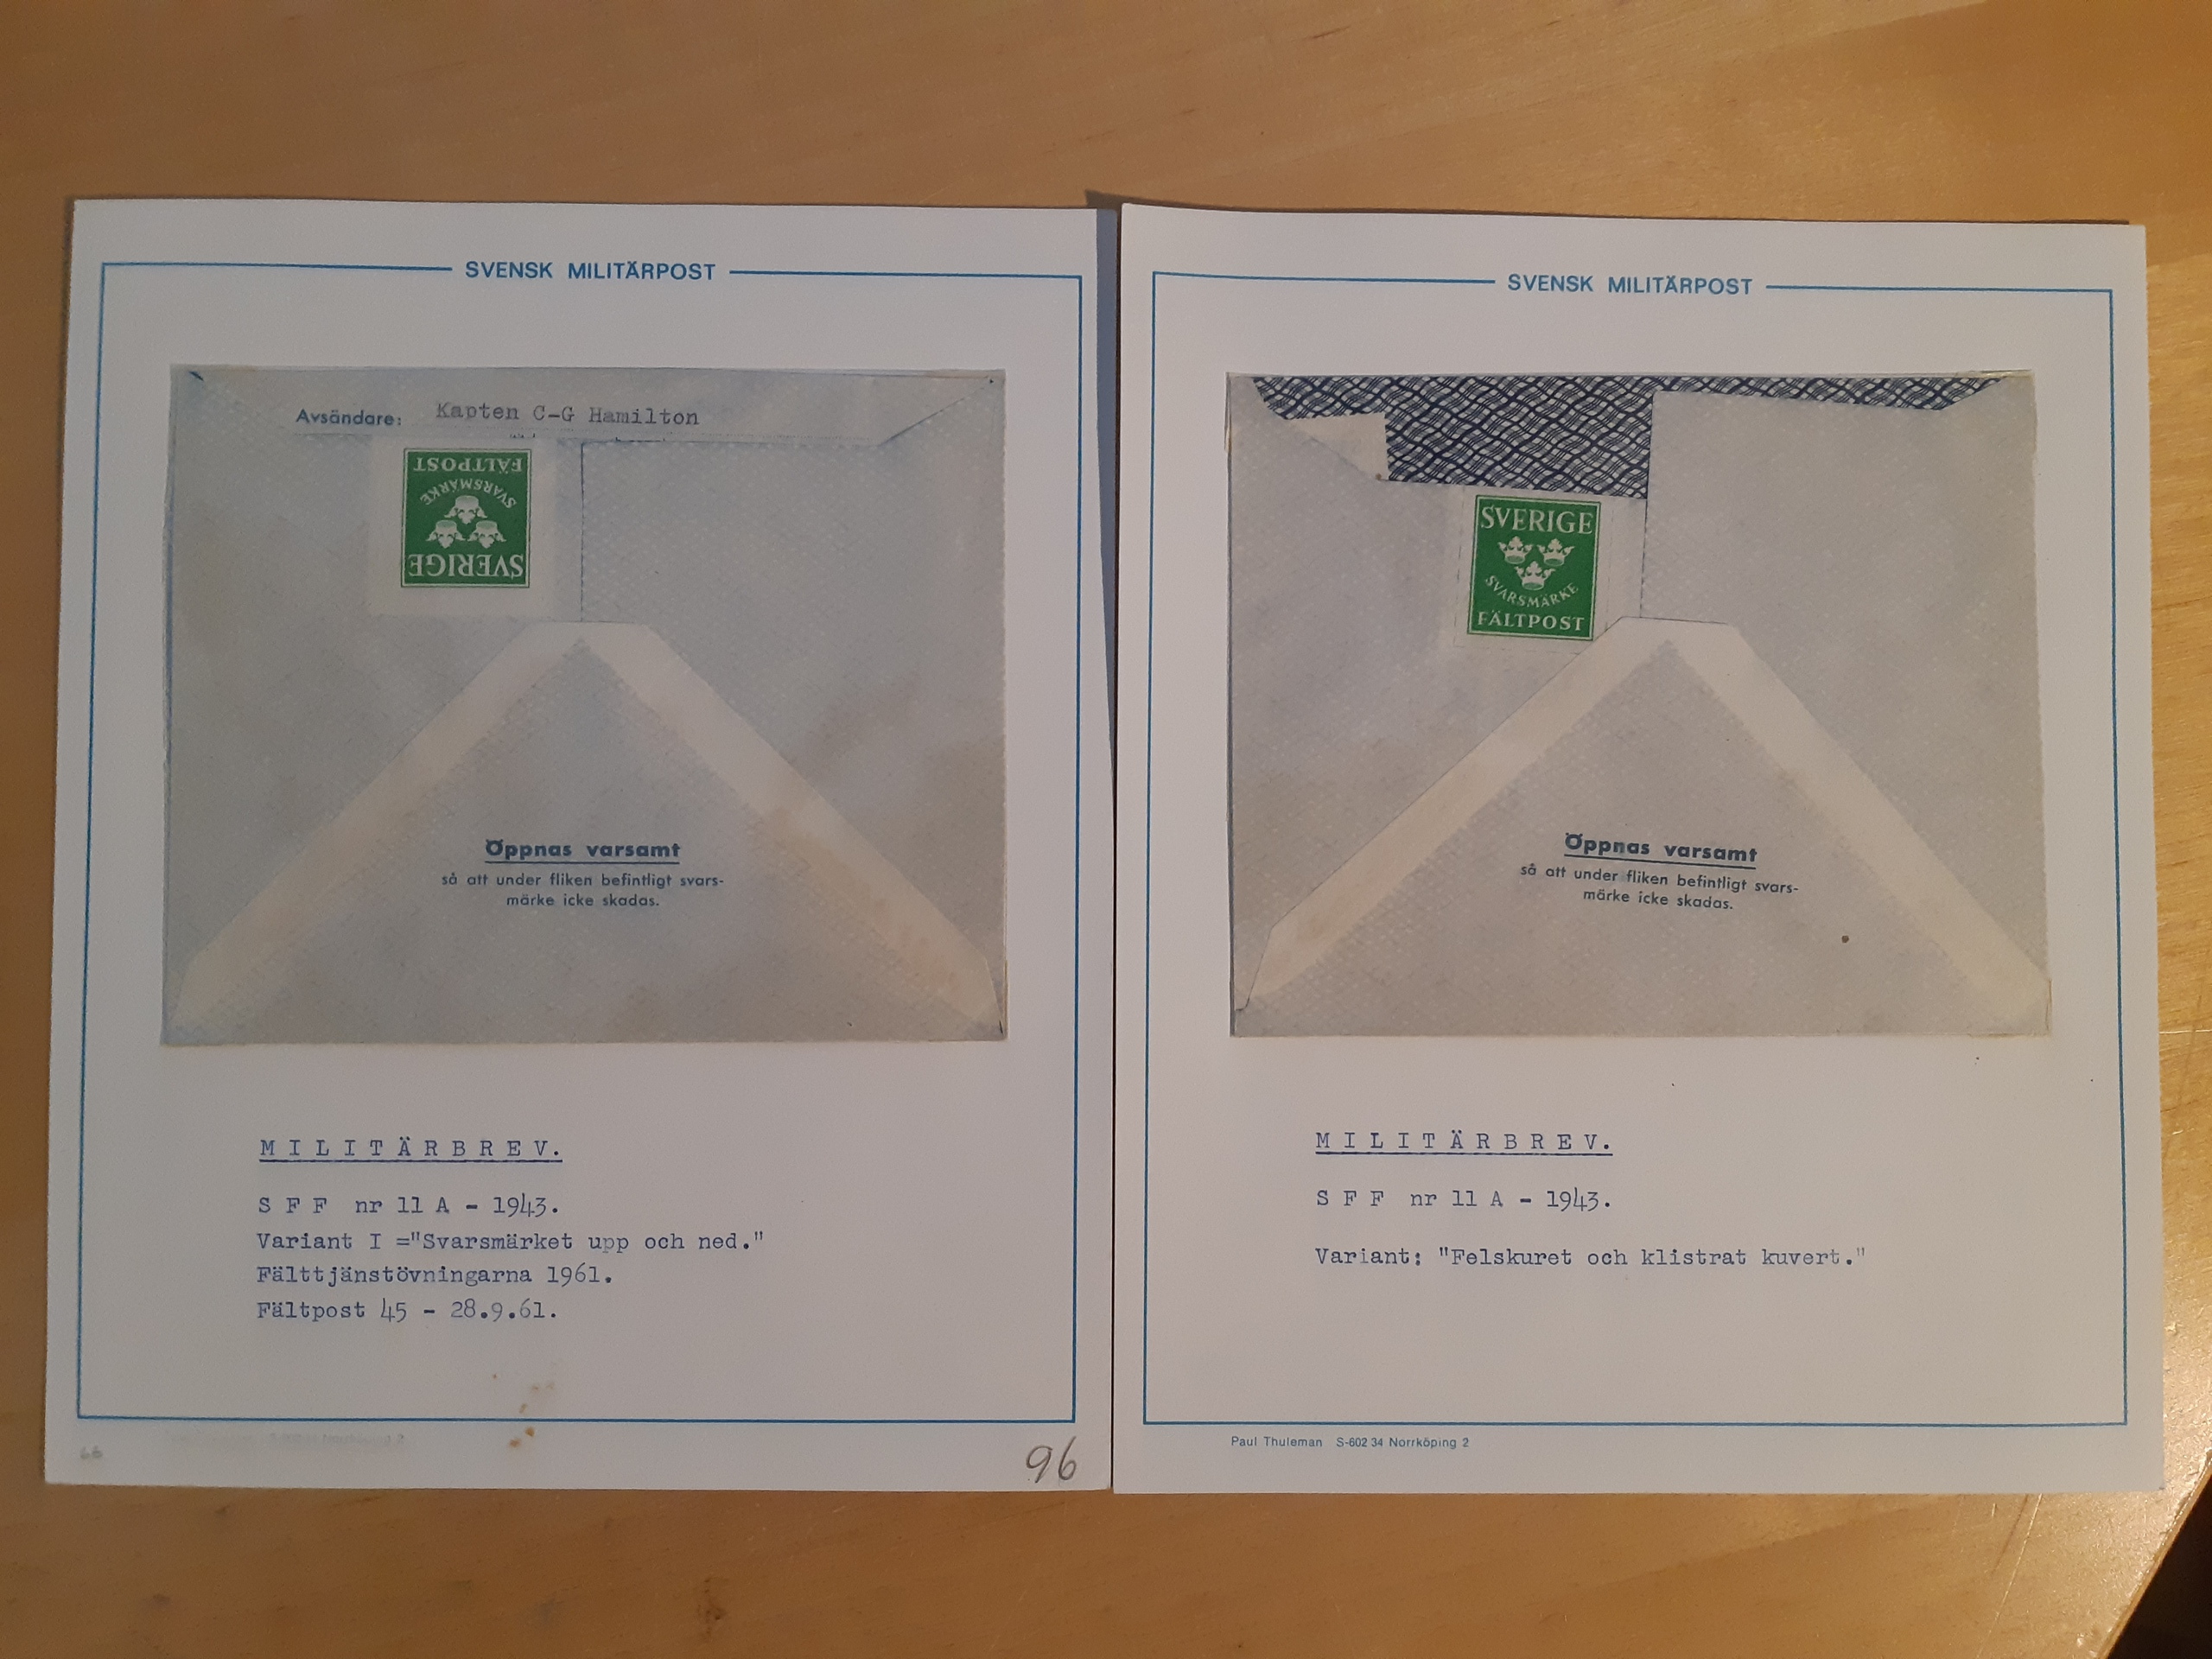 SVENSK MILITÄRPOST
Avsändare: Kapten C-G Hamilton
FÄLTPOST
SVARSMÄRKE
SVERIGE
Öppnas varsamt
så att under fliken befintligt svars-
märke icke skadas.
MILITÄRBREV.
SFF nr 11 A - 1943.
Variant I ="Svarsmärket upp och ned."
Fälttjänstövningarna 1961.
Fältpost 45 - 28.9.61.
96
SVENSK MILITÄRPOST
SVERIGE
SVARSMÄRKE
FÄLTPOST
Öppnas varsamt
så att under fliken befintligt svars-
märke icke skadas.
MILITÄRBREV.
SFF nr 11 A - 1943.
Variant: "Felskuret och klistrat kuvert."
Paul Thuleman S-602 34 Norrköping 2